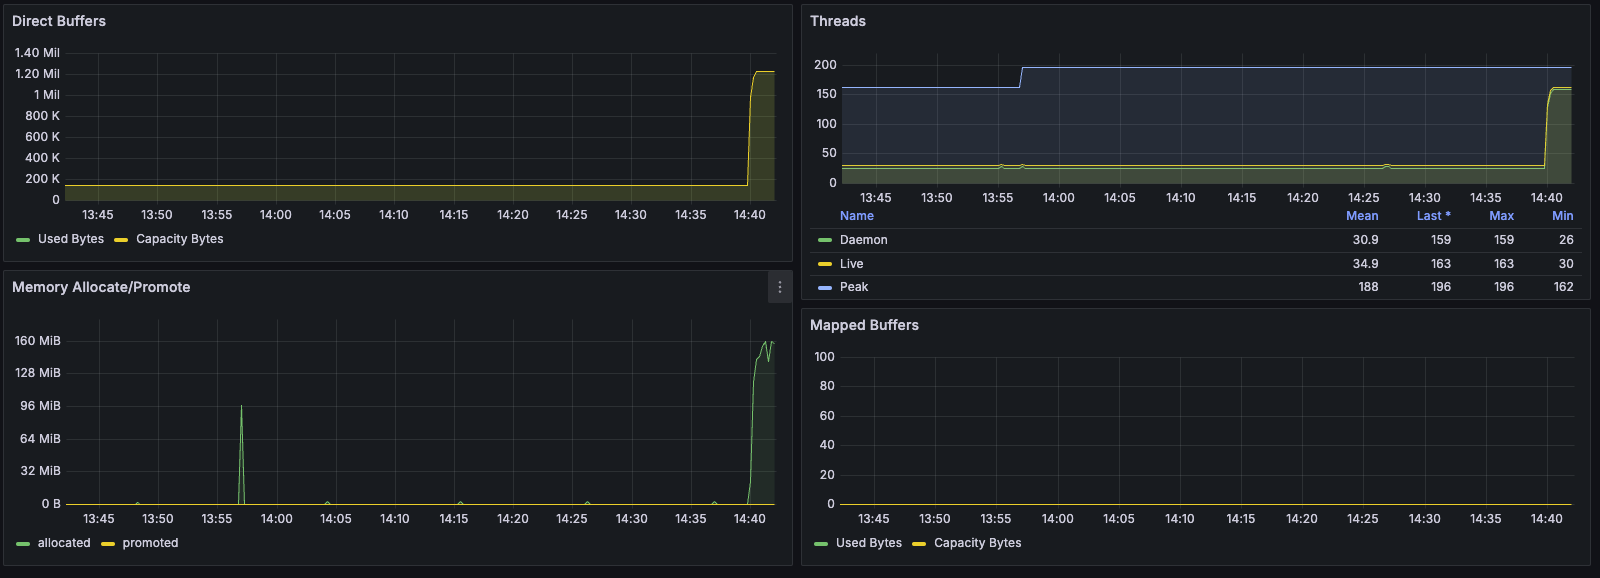 Direct Buffers
1.40 Mil
1.20 Mil
1 Mil
800 K
600 K
400 K
200 K
0
13:45 13:50 13:55 14:00 14:05 14:10 14:15 14:20 14:25 14:30 14:35 14:40
Used Bytes Capacity Bytes
Threads
200
150
100
50
0
13:45 13:50 13:55 14:00 14:05 14:10 14:15 14:20 14:25 14:30 14:35 14:40
Name Mean Last * Max Min
Daemon 30.9 159 159 26
Live 34.9 163 163 30
Peak 188 196 196 162
Memory Allocate/Promote
160 MiB
128 MiB
96 MiB
64 MiB
32 MiB
0 B
13:45 13:50 13:55 14:00 14:05 14:10 14:15 14:20 14:25 14:30 14:35 14:40
allocated promoted
Mapped Buffers
100
80
60
40
20
0
13:45 13:50 13:55 14:00 14:05 14:10 14:15 14:20 14:25 14:30 14:35 14:40
Used Bytes Capacity Bytes